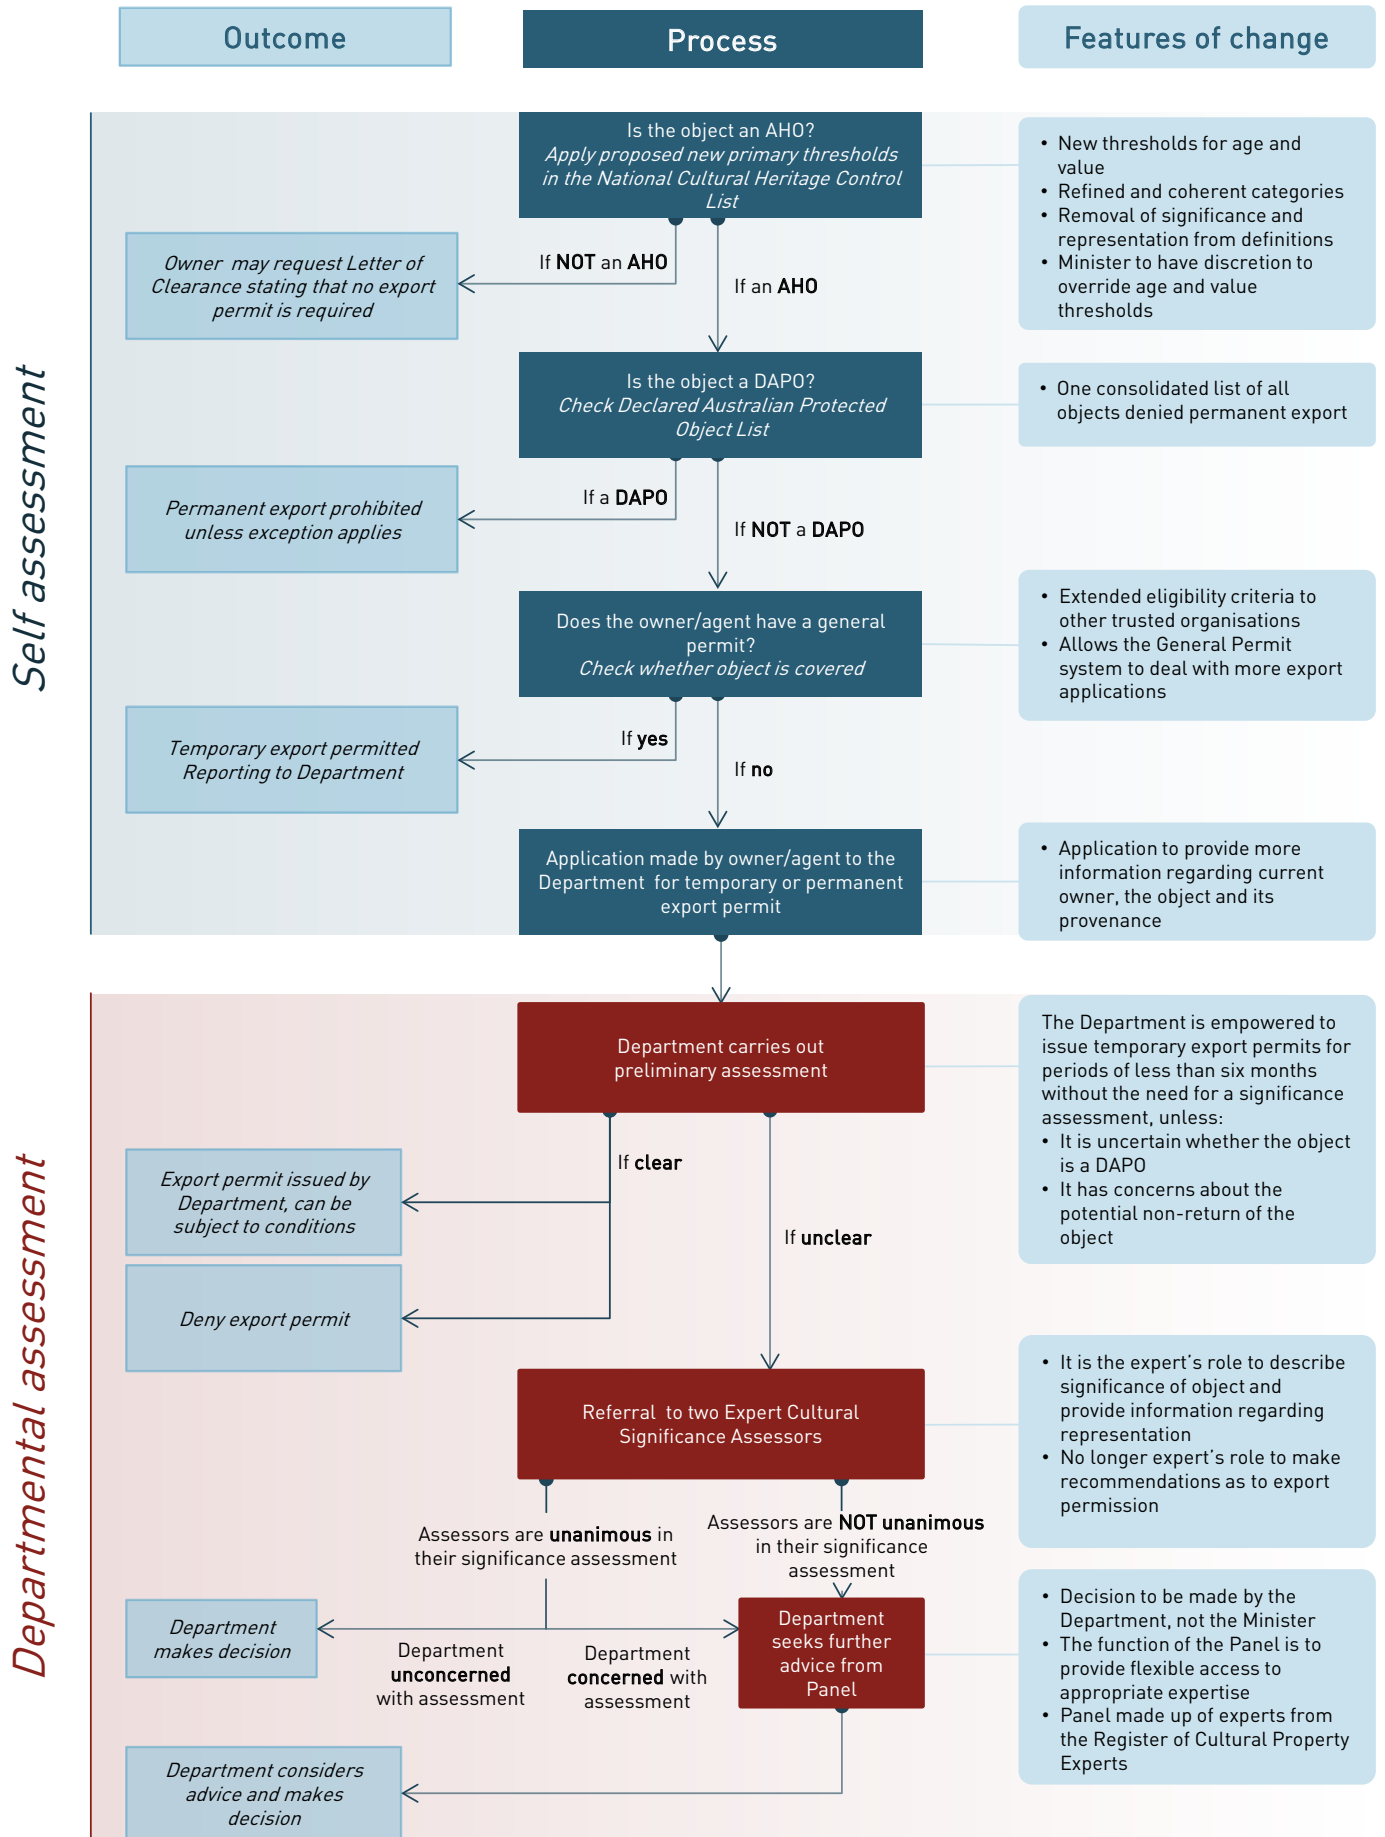 Outcome
Process
Features of change
Self assessment
Is the object an AHO?
Apply proposed new primary thresholds
in the National Cultural Heritage Control
List
• New thresholds for age and
value
• Refined and coherent categories
• Removal of significance and
representation from definitions
• Minister to have discretion to
override age and value
thresholds
If NOT an AHO
Owner may request Letter of
Clearance stating that no export
permit is required
If an AHO
Is the object a DAPO?
Check Declared Australian Protected
Object List
• One consolidated list of all
objects denied permanent export
If a DAPO
Permanent export prohibited
unless exception applies
If NOT a DAPO
Does the owner/agent have a general
permit?
Check whether object is covered
• Extended eligibility criteria to
other trusted organisations
• Allows the General Permit
system to deal with more export
applications
If yes
Temporary export permitted
Reporting to Department
If no
Application made by owner/agent to the
Department for temporary or permanent
export permit
• Application to provide more
information regarding current
owner, the object and its
provenance
Departmental assessment
Department carries out
preliminary assessment
The Department is empowered to
issue temporary export permits for
periods of less than six months
without the need for a significance
assessment, unless:
• It is uncertain whether the object
is a DAPO
• It has concerns about the
potential non-return of the
object
If clear
Export permit issued by
Department, can be
subject to conditions
Deny export permit
If unclear
Referral to two Expert Cultural
Significance Assessors
• It is the expert's role to describe
significance of object and
provide information regarding
representation
• No longer expert's role to make
recommendations as to export
permission
Assessors are unanimous in
their significance assessment
Assessors are NOT unanimous
in their significance
assessment
Department
makes decision
Department
unconcerned
with assessment
Department
concerned with
assessment
Department
seeks further
advice from
Panel
• Decision to be made by the
Department, not the Minister
• The function of the Panel is to
provide flexible access to
appropriate expertise
• Panel made up of experts from
the Register of Cultural Property
Experts
Department considers
advice and makes
decision